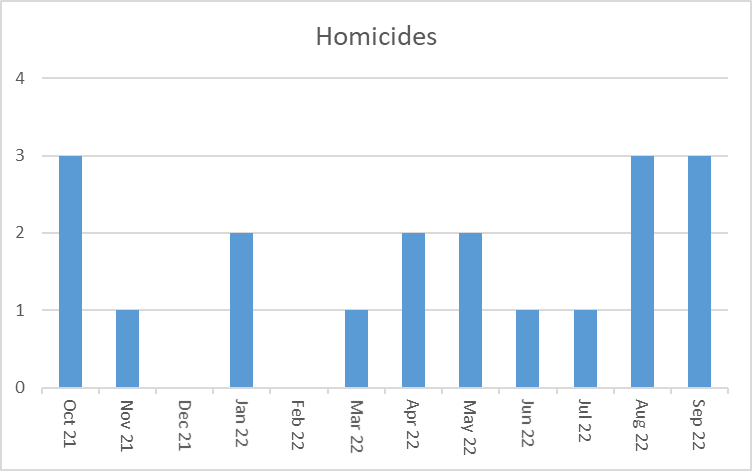 Homicides
4
3
2
1
0
Oct 21
Nov 21
Dec 21
Jan 22
Feb 22
Mar 22
Apr 22
May 22
Jun 22
Jul 22
Aug 22
Sep 22